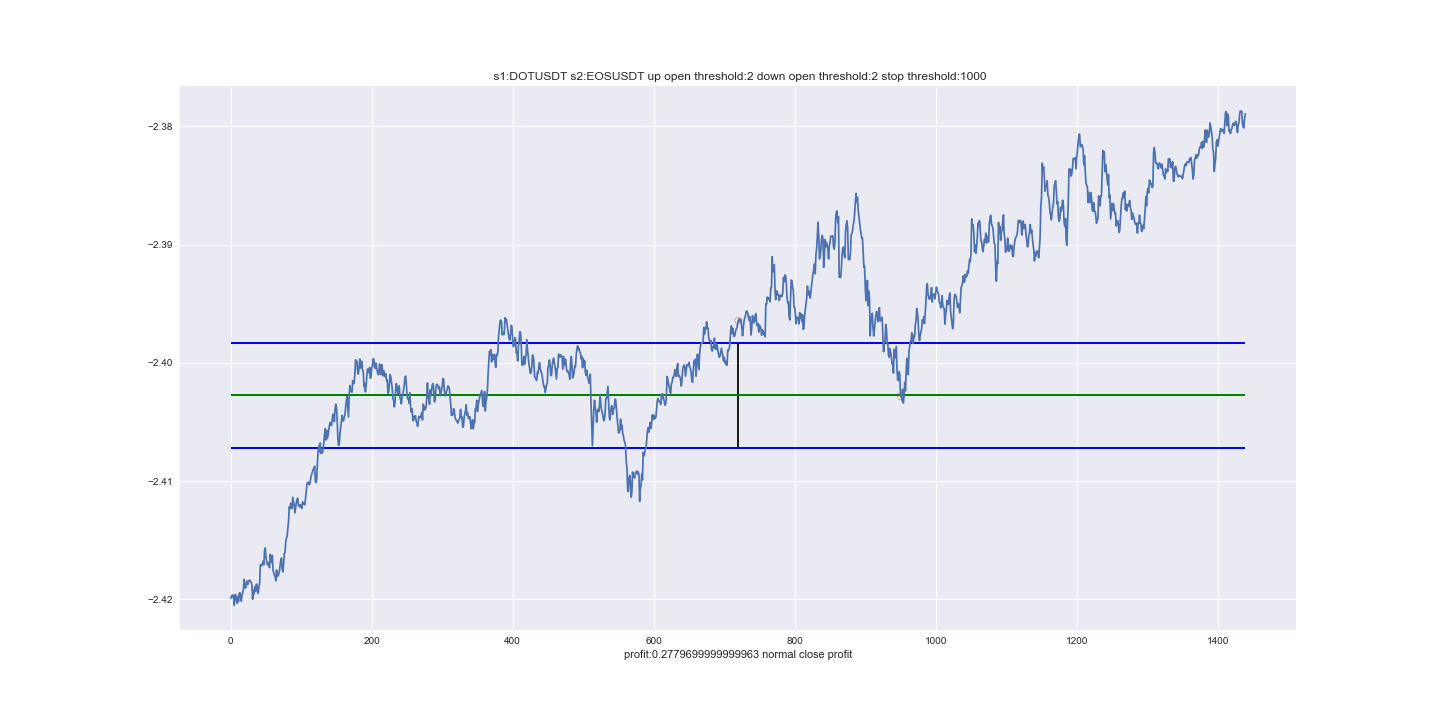 s1:DOTUSDT s2:EOSUSDT up open threshold:2 down open threshold:2 stop threshold:1000
−2.38
−2.39
−2.40
−2.41
−2.42
0 200 400 600 800 1000 1200 1400
profit:0.2779699999999963 normal close profit